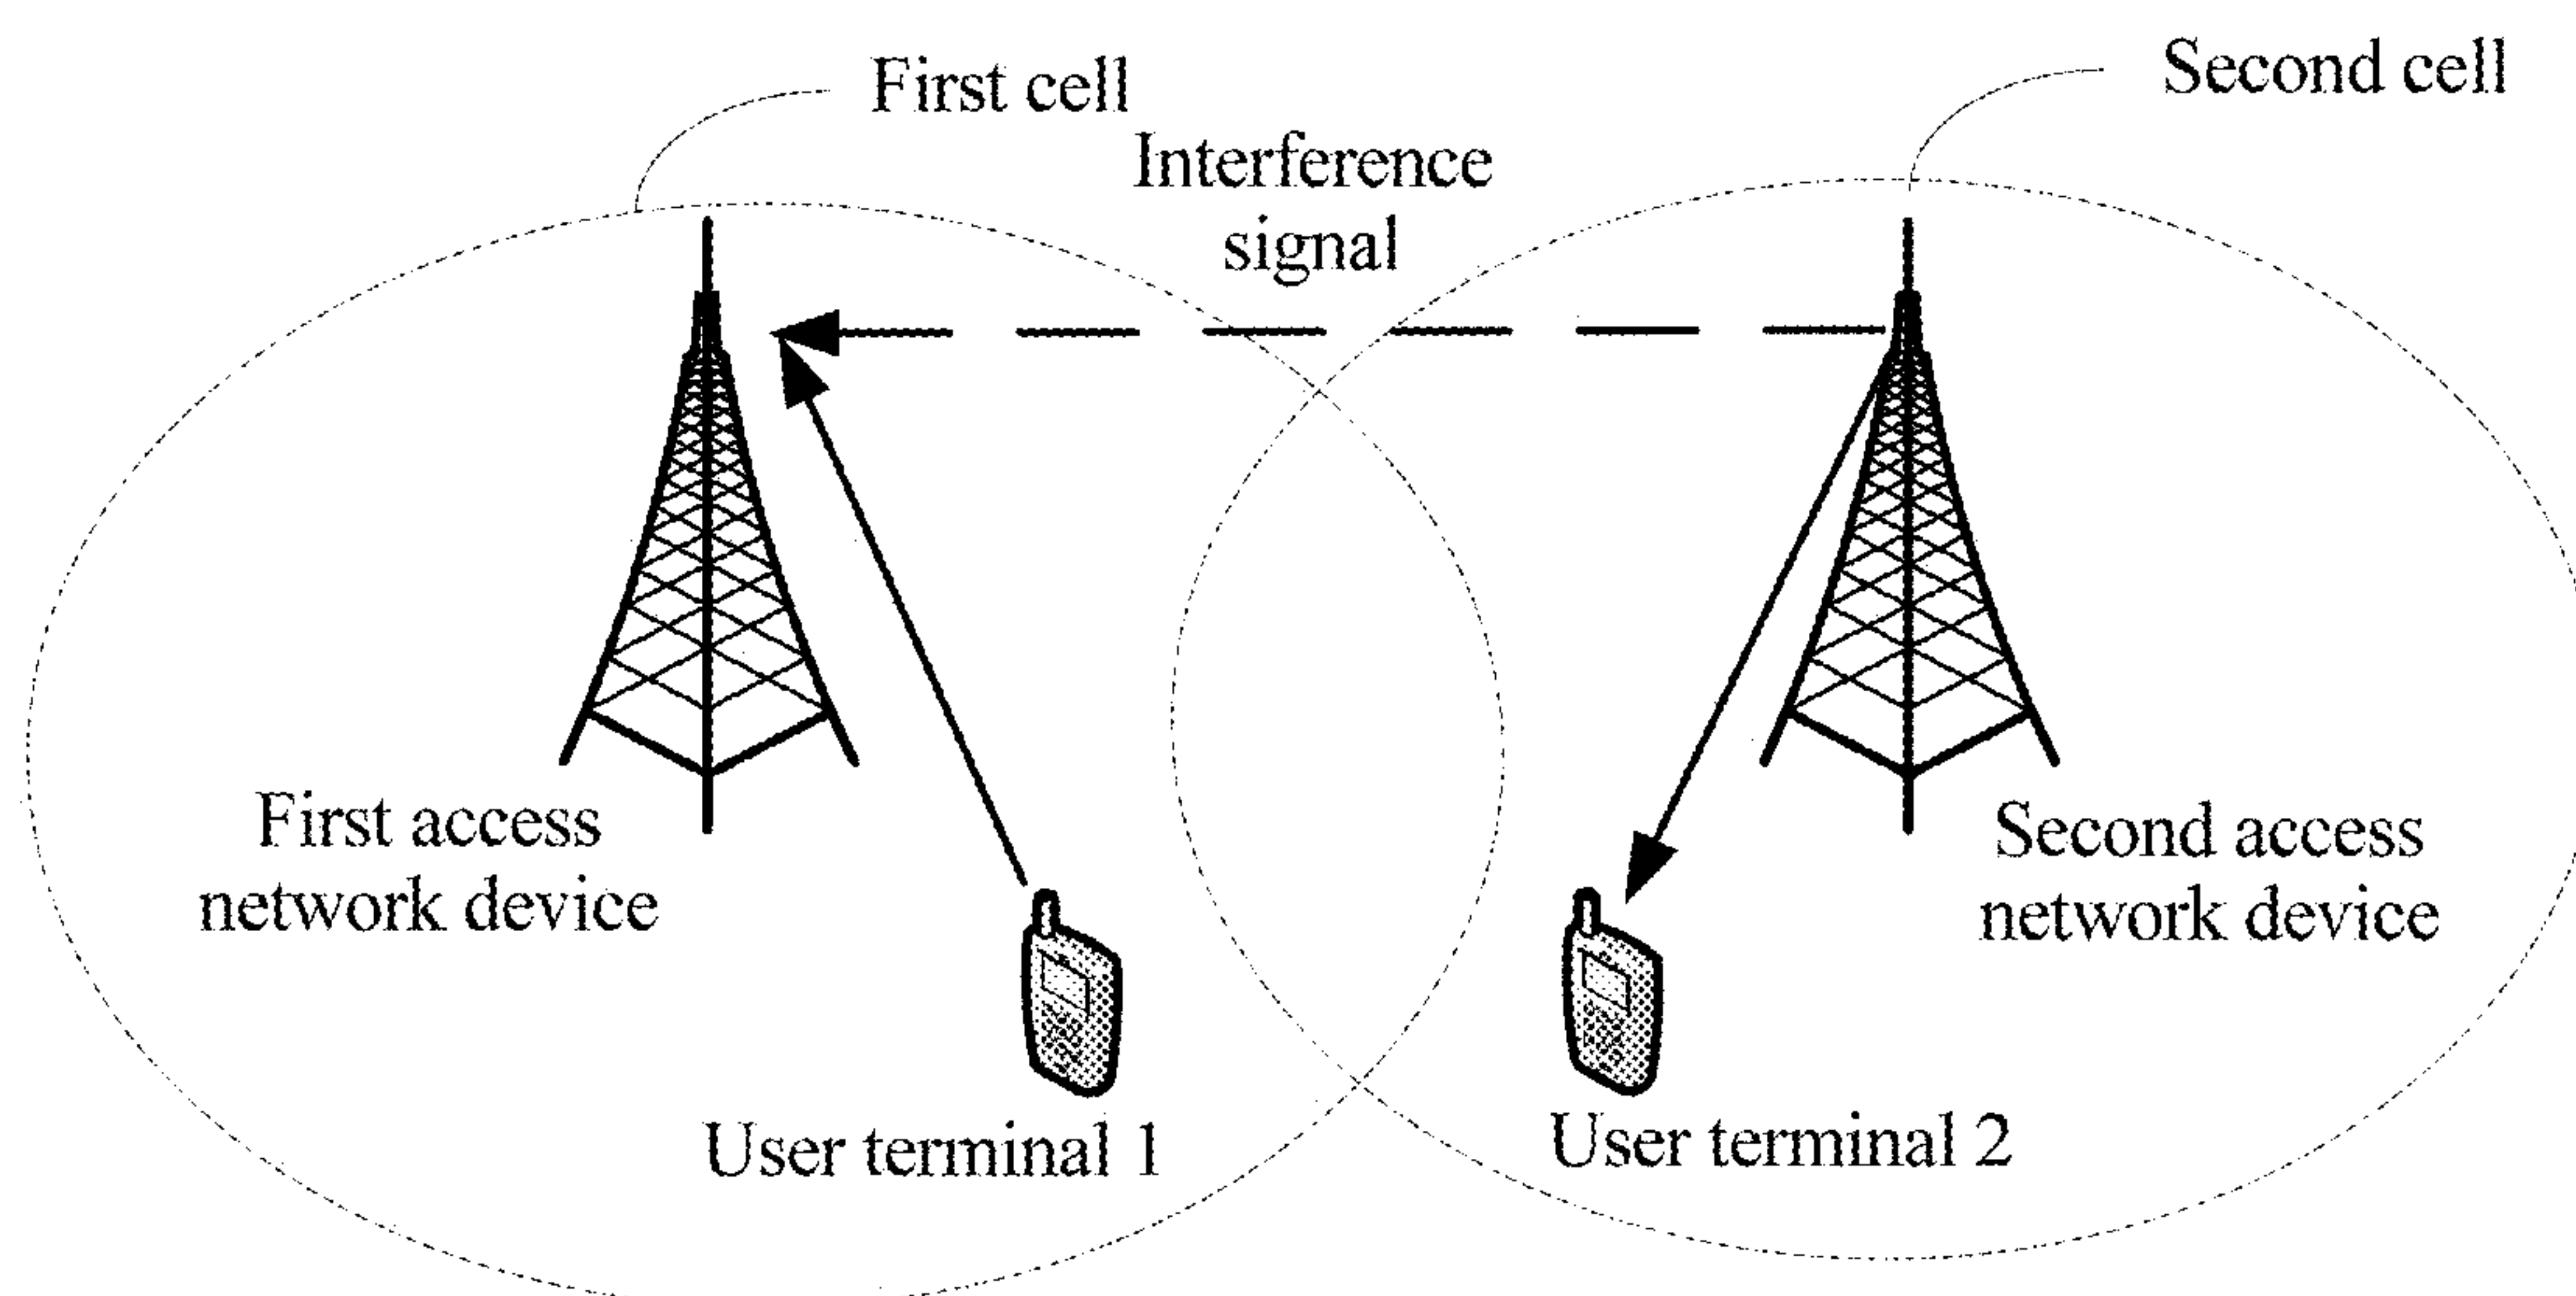 First cell
Second cell
Interference
signal
First access
network device
Second access
network device
User terminal 1
User terminal 2